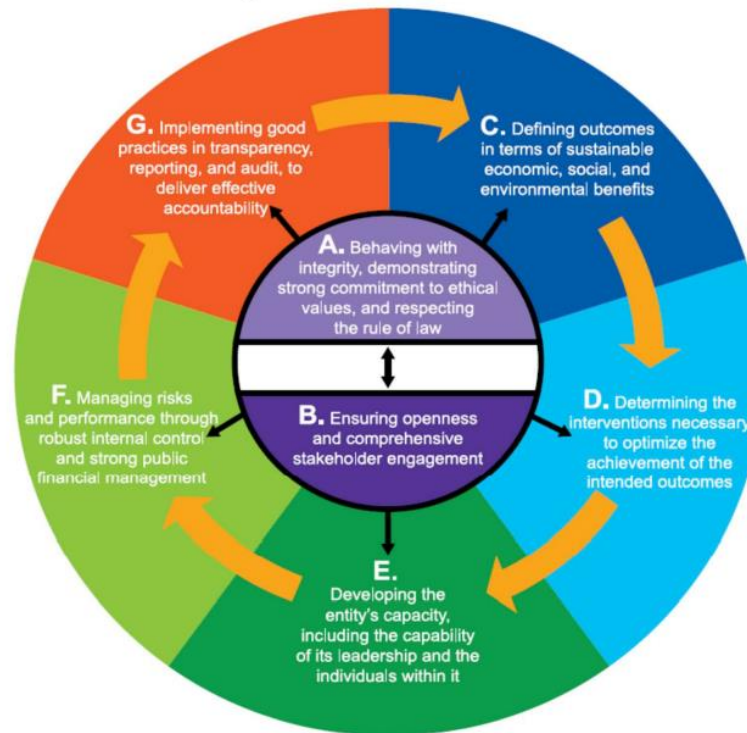 G. Implementing good
practices in transparency,
reporting, and audit, to
deliver effective
accountability
C. Defining outcomes
in terms of sustainable
economic, social, and
environmental benefits
A. Behaving with
integrity, demonstrating
strong commitment to ethical
values, and respecting
the rule of law
F. Managing risks
and performance through
robust internal control
and strong public
financial management
B. Ensuring openness
and comprehensive
stakeholder engagement
D. Determining the
interventions necessary
to optimize the
achievement of the
intended outcomes
E.
Developing the
entity's capacity,
including the capability
of its leadership and the
individuals within it